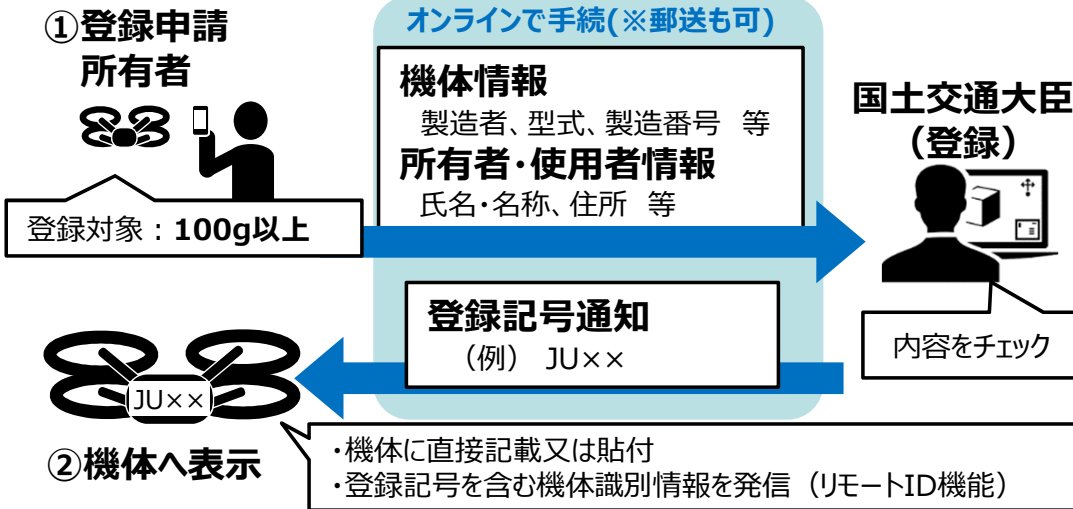 ①登録申請
所有者
オンラインで手続(※郵送も可)
機体情報
製造者、型式、製造番号 等
所有者・使用者情報
氏名・名称、住所 等
国土交通大臣
（登録）
登録対象：100g以上
登録記号通知
（例） JU××
内容をチェック
JU××
②機体へ表示
・機体に直接記載又は貼付
・登録記号を含む機体識別情報を発信（リモートID機能）